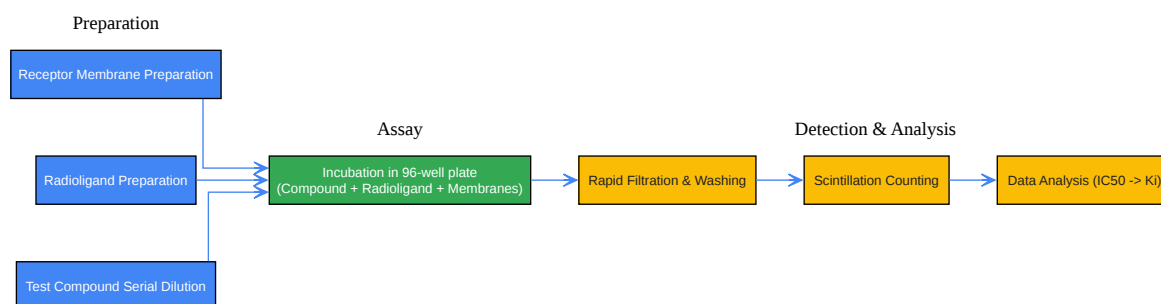 Preparation
Receptor Membrane Preparation
Assay
Detection & Analysis
Radioligand Preparation
Incubation in 96-well plate
(Compound + Radioligand + Membranes)
Rapid Filtration & Washing
Scintillation Counting
Data Analysis (IC50 -> Ki)
Test Compound Serial Dilution